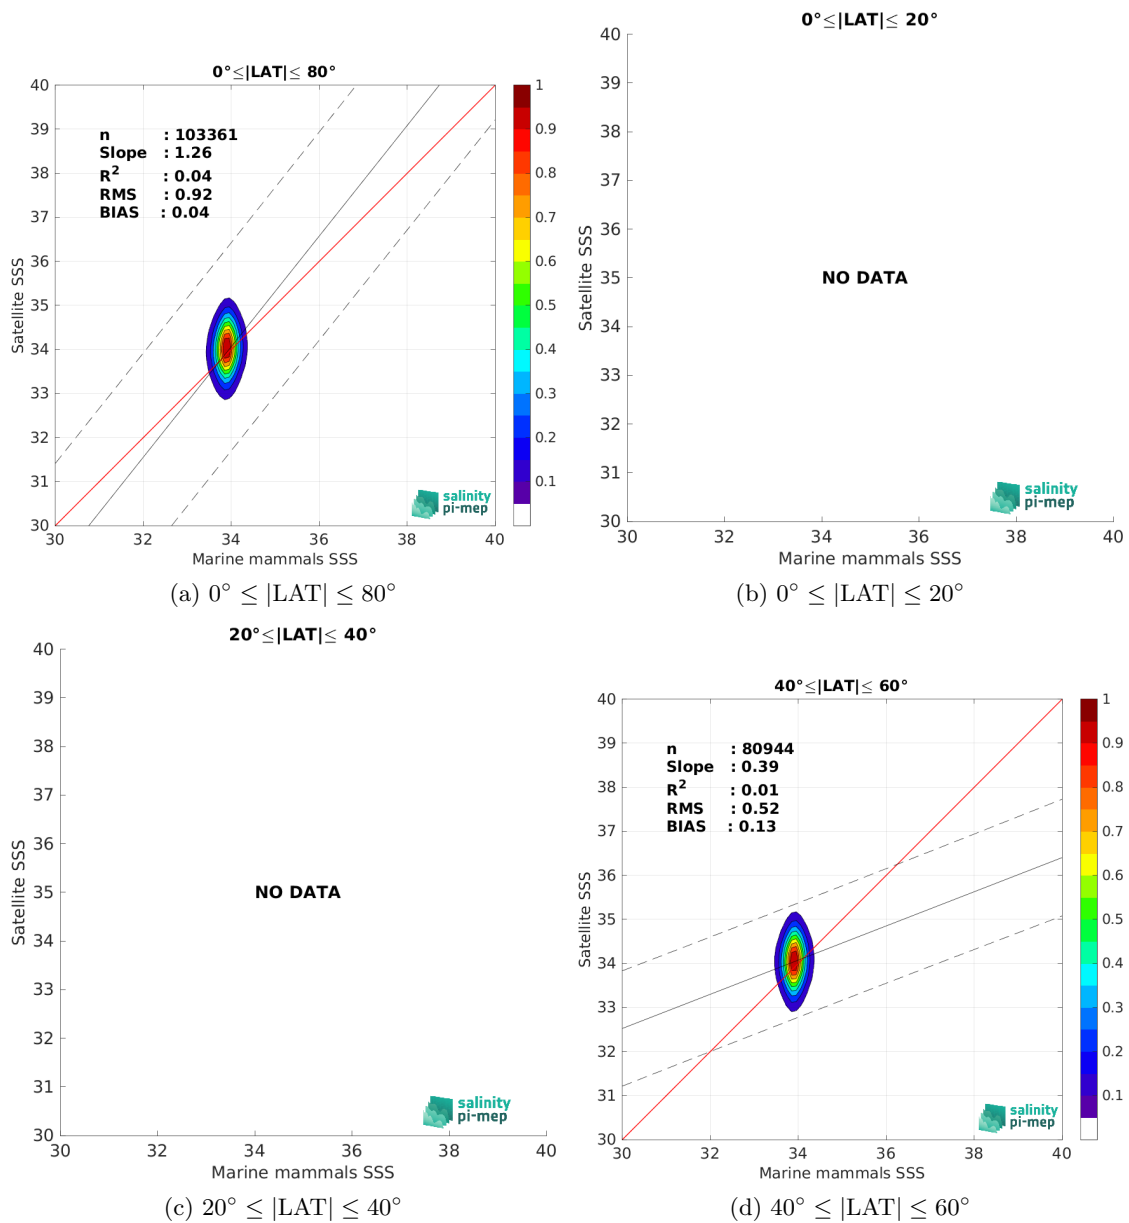 0°≤|LAT|≤ 80°
n : 103361
Slope : 1.26
R² : 0.04
RMS : 0.92
BIAS : 0.04
40
39
38
37
36
35
34
33
32
31
30
30 32 34 36 38 40
Satellite SSS
Marine mammals SSS
1
0.9
0.8
0.7
0.6
0.5
0.4
0.3
0.2
0.1
salinity
pi-mep
(a) 0° ≤ |LAT| ≤ 80°
0°≤|LAT|≤ 20°
40
39
38
37
36
35
34
33
32
31
30
30 32 34 36 38 40
Satellite SSS
NO DATA
Marine mammals SSS
salinity
pi-mep
(b) 0° ≤ |LAT| ≤ 20°
20°≤|LAT|≤ 40°
40
39
38
37
36
35
34
33
32
31
30
30 32 34 36 38 40
Satellite SSS
NO DATA
Marine mammals SSS
salinity
pi-mep
(c) 20° ≤ |LAT| ≤ 40°
40°≤|LAT|≤ 60°
n : 80944
Slope : 0.39
R² : 0.01
RMS : 0.52
BIAS : 0.13
40
39
38
37
36
35
34
33
32
31
30
30 32 34 36 38 40
Satellite SSS
Marine mammals SSS
1
0.9
0.8
0.7
0.6
0.5
0.4
0.3
0.2
0.1
salinity
pi-mep
(d) 40° ≤ |LAT| ≤ 60°